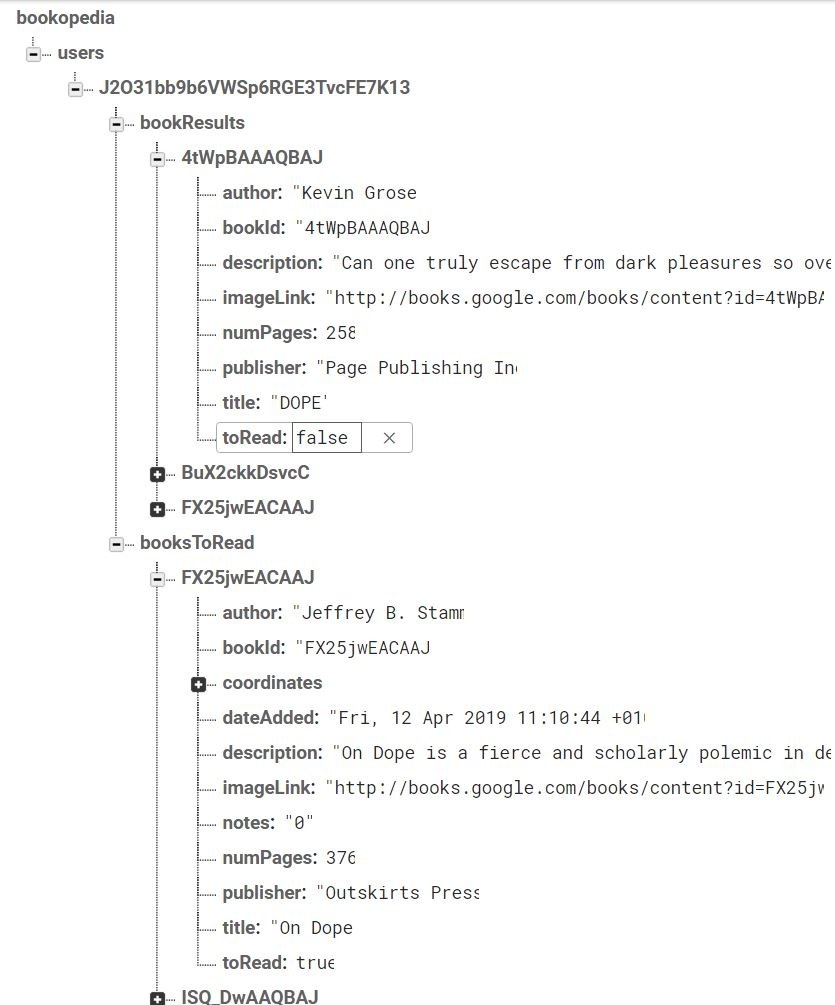 bookopedia
users
J2O31bb9b6VWSp6RGE3TvcFE7K13
bookResults
4tWpBAAAQBAJ
author: "Kevin Grose
bookId: "4tWpBAAAQBAJ
description: "Can one truly escape from dark pleasures so ove
imageLink: "http://books.google.com/books/content?id=4tWpBA
numPages: 258
publisher: "Page Publishing In
title: "DOPE'
toRead: false ×
BuX2ckkDsvcC
FX25jwEACAAJ
booksToRead
FX25jwEACAAJ
author: "Jeffrey B. Stam
bookId: "FX25jwEACAAJ
coordinates
dateAdded: "Fri, 12 Apr 2019 11:10:44 +01
description: "On Dope is a fierce and scholarly polemic in de
imageLink: "http://books.google.com/books/content?id=FX25jw
notes: "0"
numPages: 376
publisher: "Outskirts Press
title: "On Dope
toRead: true
ISQ_DwAAQBAJ